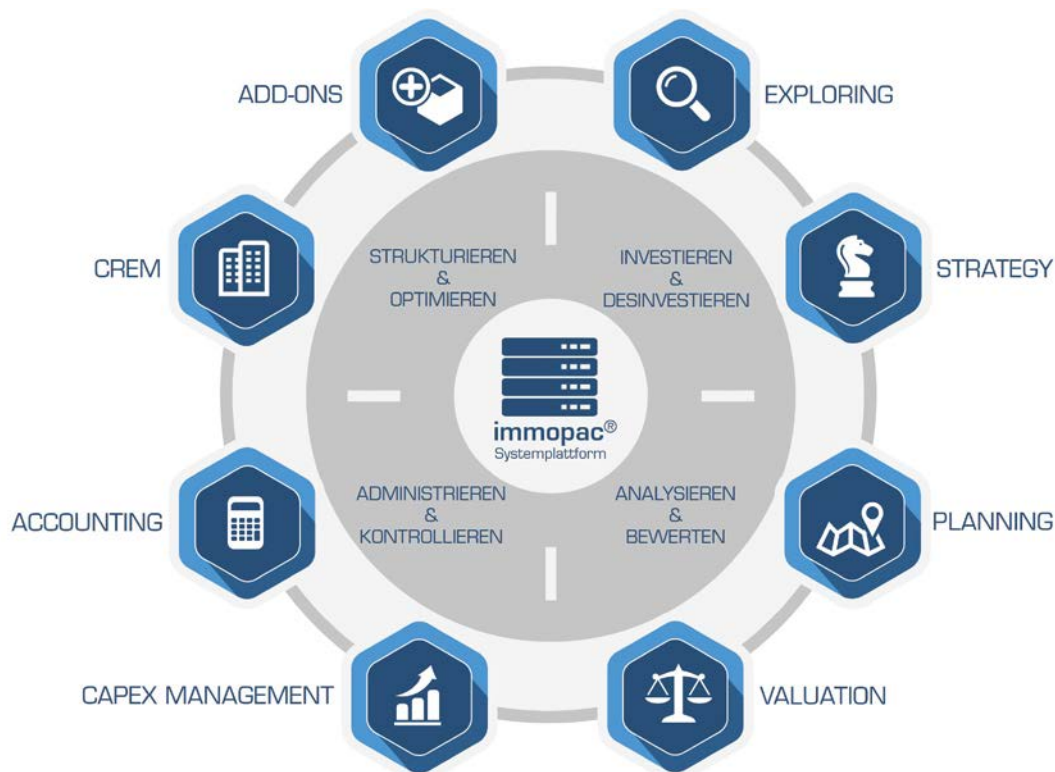 ADD-ONS
EXPLORING
CREM
STRUKTURIEREN
&
OPTIMIEREN
INVESTIEREN
&
DESINVESTIEREN
STRATEGY
immopac®
Systemplattform
ACCOUNTING
ADMINISTRIEREN
&
KONTROLLIEREN
ANALYSIEREN
&
BEWERTEN
PLANNING
CAPEX MANAGEMENT
VALUATION